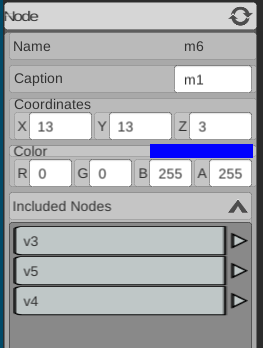 Node
Name m6
Caption m1
Coordinates
X 13 Y 13 Z 3
Color
R 0 G 0 B 255 A 255
Included Nodes
v3
v5
v4